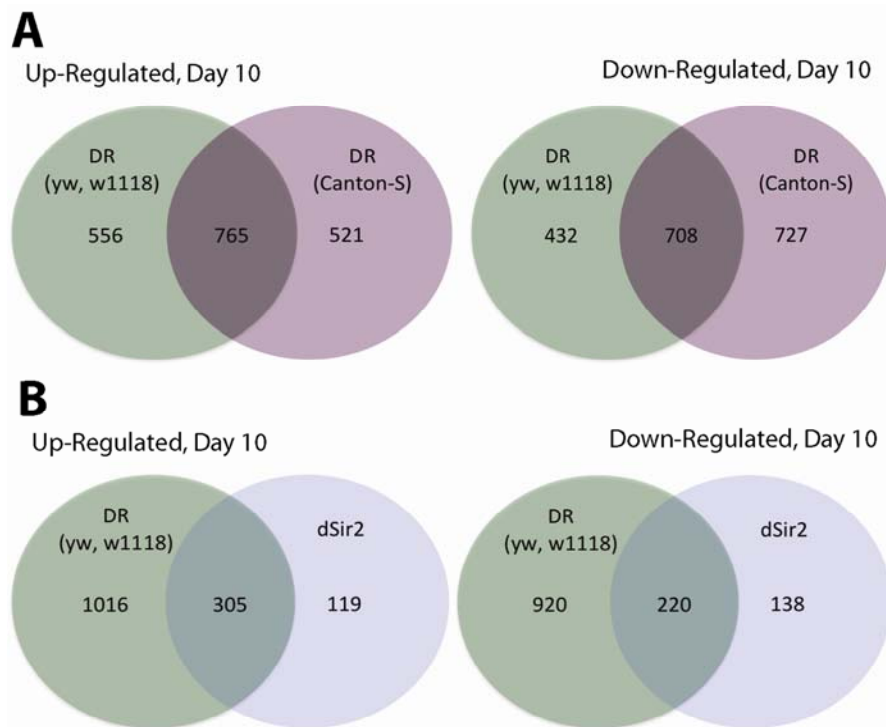 A
Up-Regulated, Day 10
Down-Regulated, Day 10
DR
(yw, w1118)
DR
(Canton-S)
556
765
521
DR
(yw, w1118)
DR
(Canton-S)
432
708
727
B
Up-Regulated, Day 10
Down-Regulated, Day 10
DR
(yw, w1118)
dSir2
1016
305
119
DR
(yw, w1118)
dSir2
920
220
138